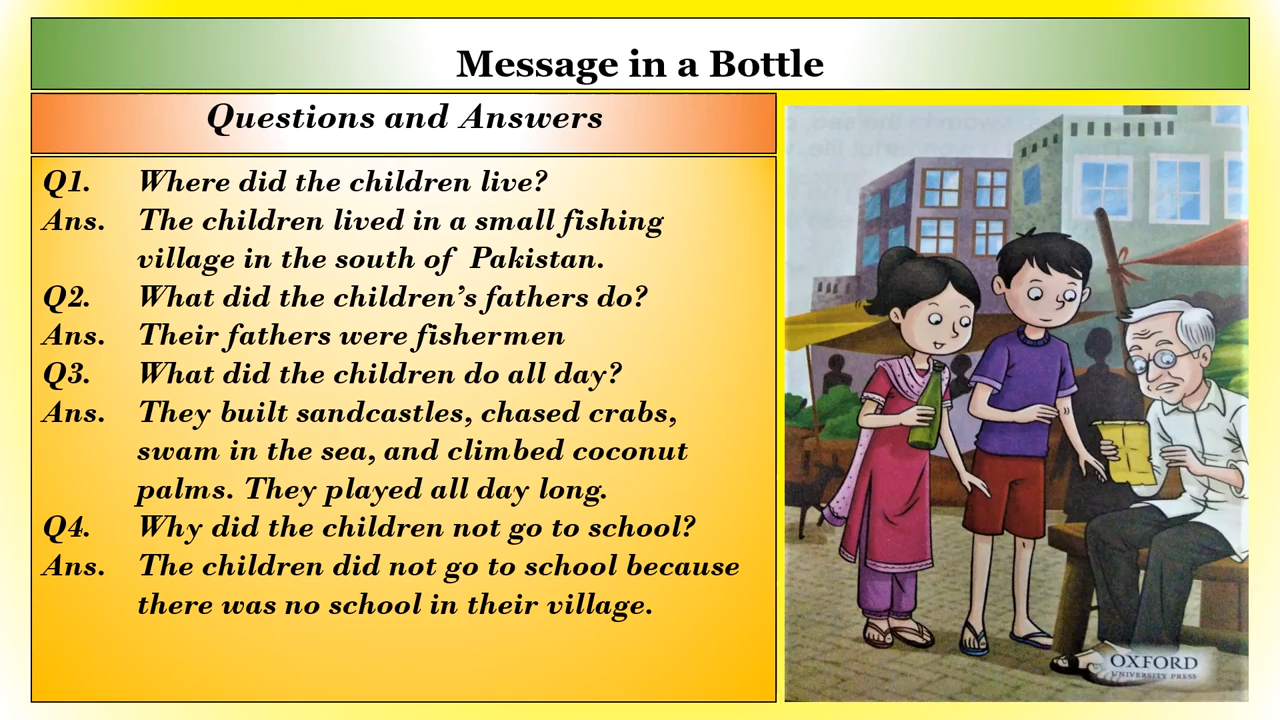 Message in a Bottle
Questions and Answers
Q1. Where did the children live?
Ans. The children lived in a small fishing
village in the south of Pakistan.
Q2. What did the children's fathers do?
Ans. Their fathers were fishermen
Q3. What did the children do all day?
Ans. They built sandcastles, chased crabs,
swam in the sea, and climbed coconut
palms. They played all day long.
Q4. Why did the children not go to school?
Ans. The children did not go to school because
there was no school in their village.
OXFORD
UNIVERSITY PRESS